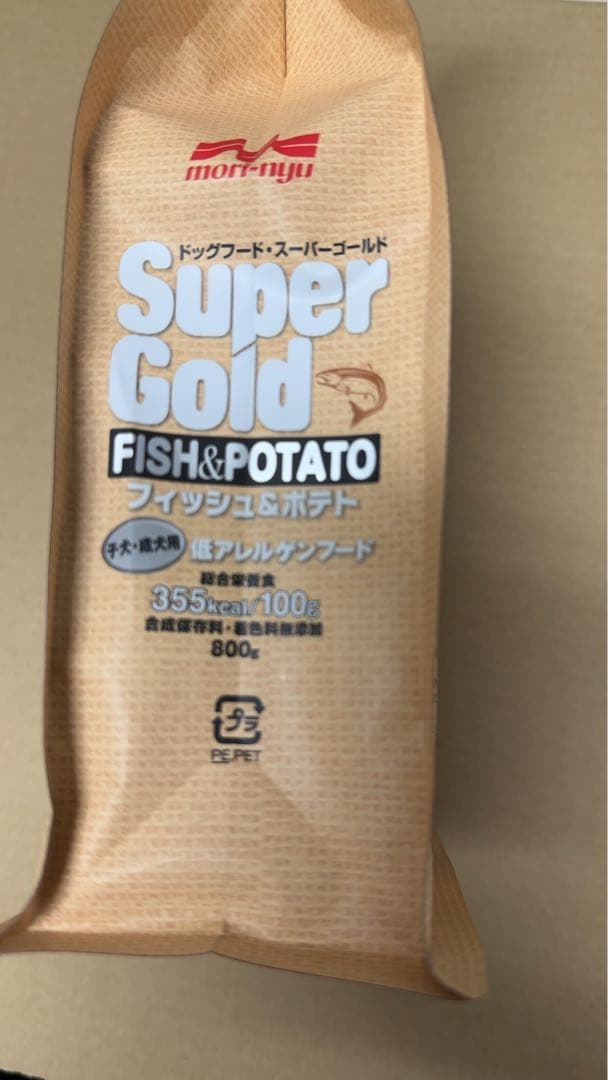 mori-nyu
ドッグフード・スーパーゴールド
Super
Gold
FISH&POTATO
フィッシュ&ポテト
子犬・成犬用
低アレルゲンフード
総合栄養食
355kcal/100g
合成保存料・着色料無添加
800g
プラ
PE,PET